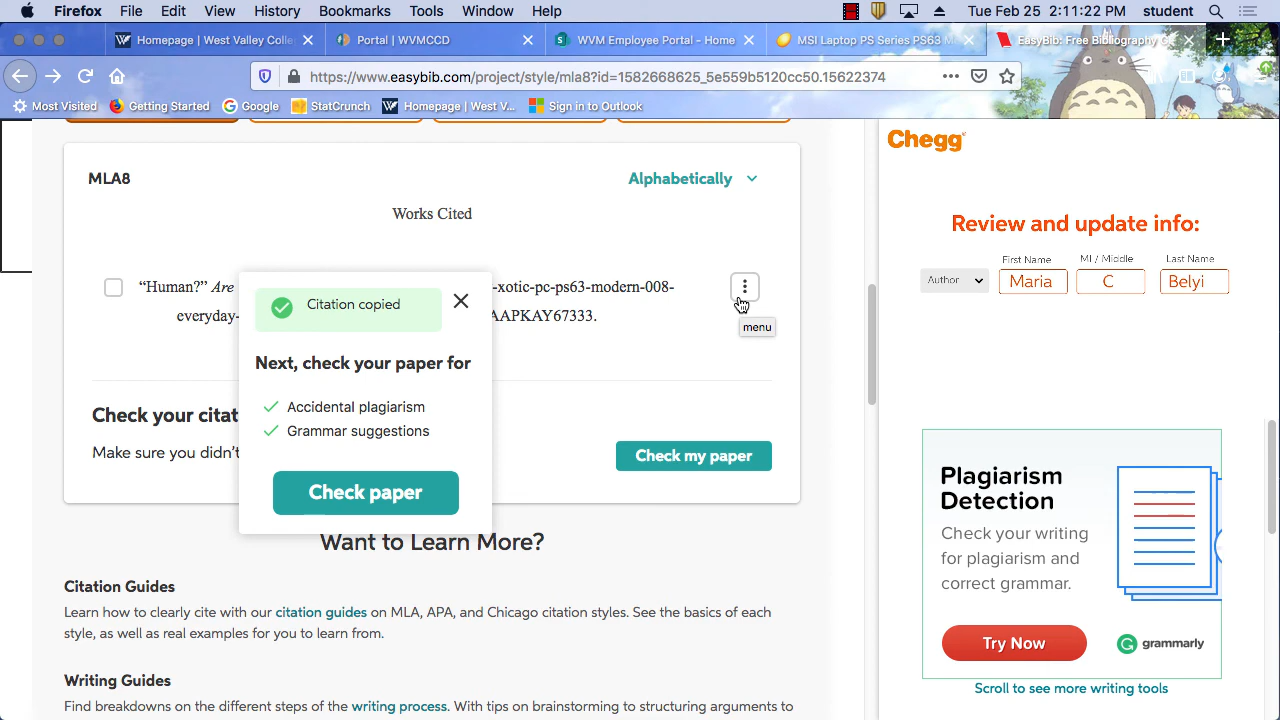 Firefox File Edit View History Bookmarks Tools Window Help Tue Feb 25 2:11:22 PM student
Homepage | West Valley Colle Portal | WVMCCD WVM Employee Portal - Home MSI Laptop PS Series PS63 M EasyBib: Free Bibliography G
https://www.easybib.com/project/style/mla8?id=1582668625_5e559b5120cc50.15622374
Most Visited Getting Started Google StatCrunch Homepage | West V... Sign in to Outlook
MLA8 Alphabetically
Works Cited
“Human?” Are -xotic-pc-ps63-modern-008-
everyday- AAPKAY67333.
menu
Citation copied
Next, check your paper for
Accidental plagiarism
Grammar suggestions
Check paper
Check your citat
Make sure you didn't
Check my paper
Want to Learn More?
Citation Guides
Learn how to clearly cite with our citation guides on MLA, APA, and Chicago citation styles. See the basics of each
style, as well as real examples for you to learn from.
Writing Guides
Find breakdowns on the different steps of the writing process. With tips on brainstorming to structuring arguments to
Chegg
Review and update info:
First Name MI / Middle Last Name
Author Maria C Belyi
Plagiarism
Detection
Check your writing
for plagiarism and
correct grammar.
Try Now grammarly
Scroll to see more writing tools